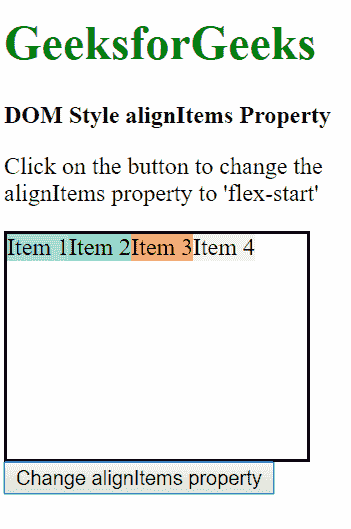 GeeksforGeeks
DOM Style alignItems Property
Click on the button to change the
alignItems property to 'flex-start'
Item 1Item 2Item 3Item 4
Change alignItems property